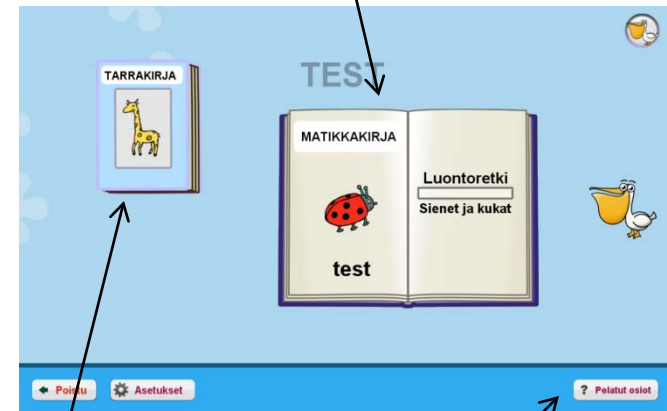 TEST
TARRAKIRJA
MATIKKAKIRJA
test
Luontoretki
Sienet ja kukat
Poistu
Asetukset
? Pelatut osiot